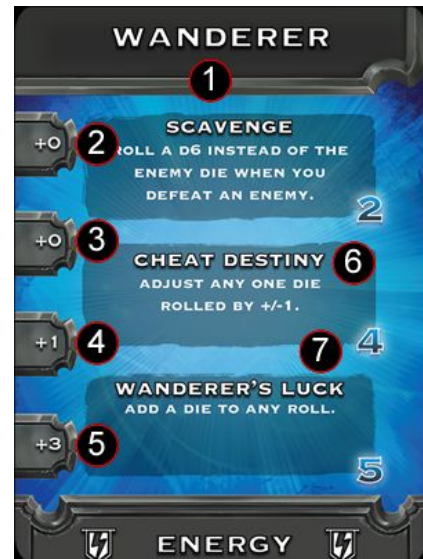 WANDERER
1
SCAVENGE
+0 2 ROLL A D6 INSTEAD OF THE
ENEMY DIE WHEN YOU
DEFEAT AN ENEMY.
2
+0 3
CHEAT DESTINY 6
ADJUST ANY ONE DIE
ROLLED BY +/-1.
+1 4 7 4
WANDERER'S LUCK
ADD A DIE TO ANY ROLL.
+3 5
5
ENERGY